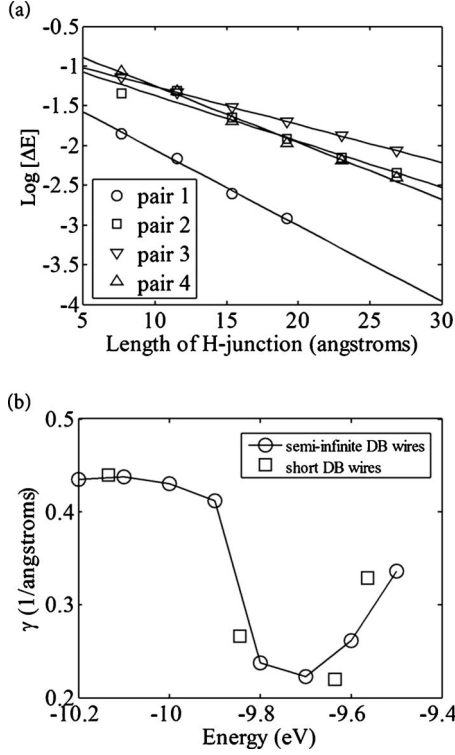 (a)
-0.5
-1
-1.5
-2
-2.5
-3
-3.5
-4
Log [ΔE]
pair 1
pair 2
pair 3
pair 4
5 10 15 20 25 30
Length of H-junction (angstroms)
(b)
0.5
0.4
0.3
0.2
γ (1/angstroms)
semi-infinite DB wires
short DB wires
-10.2 -10 -9.8 -9.6 -9.4
Energy (eV)